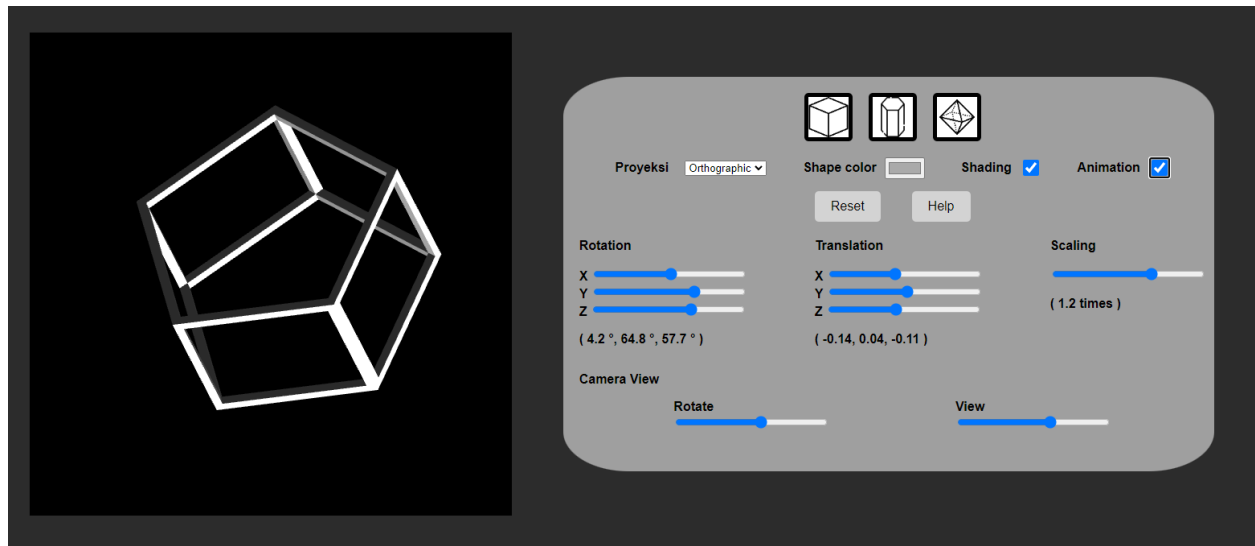 Proyeksi Orthographic Shape color Shading Animation
Reset Help
Rotation Translation Scaling
X X
Y Y
Z Z
( 1.2 times )
( 4.2 °, 64.8 °, 57.7 ° ) ( -0.14, 0.04, -0.11 )
Camera View
Rotate View